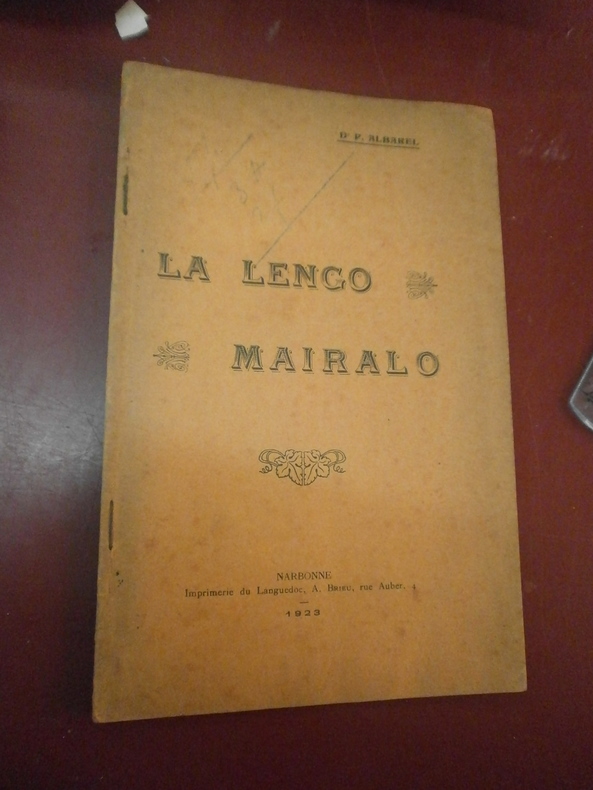 Dr P. ALBAREL
LA LENGO
MAIRALO
NARBONNE
Imprimerie du Languedoc, A. BRIEU, rue Auber, 4
1923